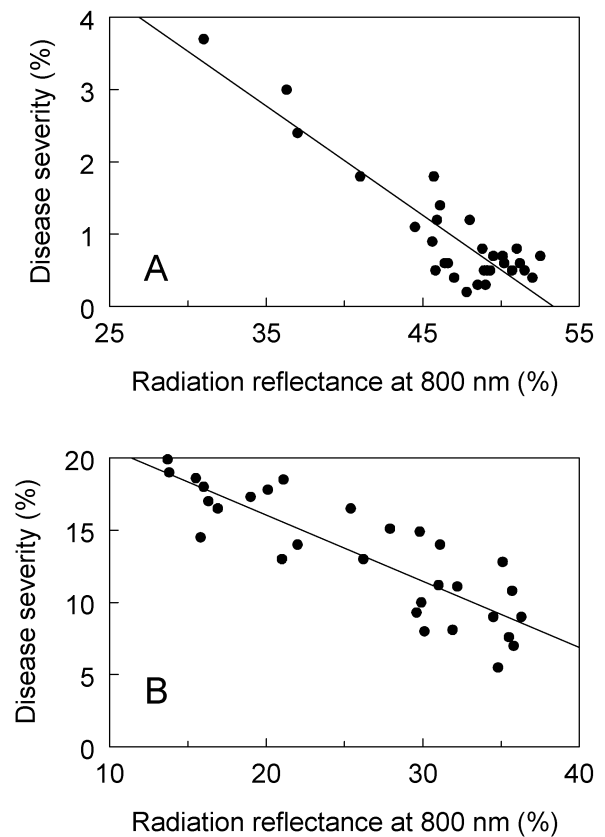 4
3
2
1
0
Disease severity (%)
A
25 35 45 55
Radiation reflectance at 800 nm (%)
20
15
10
5
0
Disease severity (%)
B
10 20 30 40
Radiation reflectance at 800 nm (%)